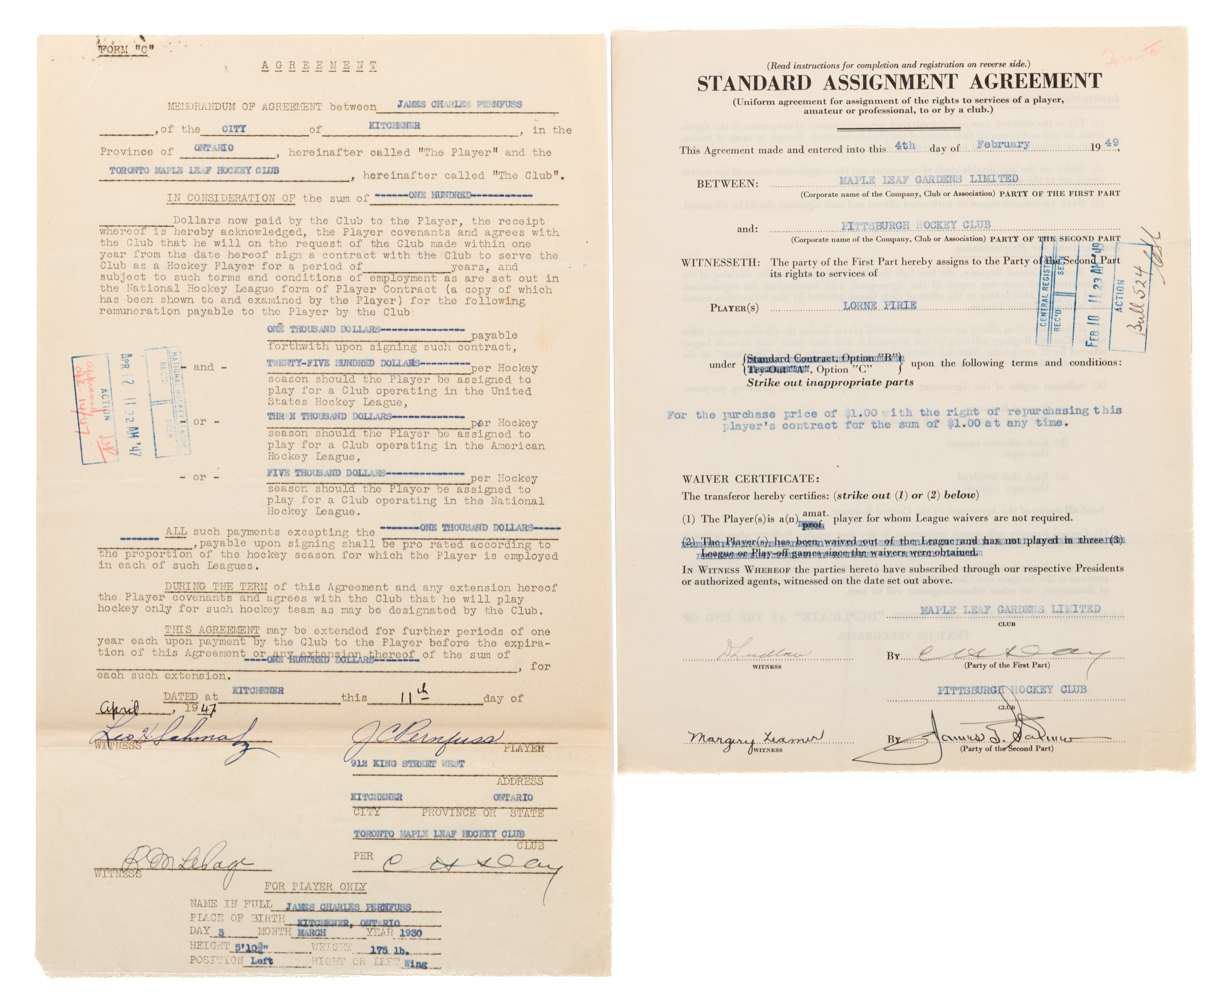 FORM "C"
AGREEMENT
MEMORANDUM OF AGREEMENT between JAMES CHARLES PERNFUSS
, of the CITY of KITCHENER , in the
Province of ONTARIO , hereinafter called "The Player" and the
TORONTO MAPLE LEAF HOCKEY CLUB , hereinafter called "The Club".
IN CONSIDERATION of the sum of ------ONE HUNDRED------------
Dollars now paid by the Club to the Player, the receipt
whereof is hereby acknowledged, the Player covenants and agrees with
the Club that he will on the request of the Club made within one
year from the date hereof sign a contract with the Club to serve the
Club as a Hockey Player for a period of ________ years, and
subject to such terms and conditions of employment as are set out in
the National Hockey League form of Player Contract (a copy of which
has been shown to and examined by the Player) for the following
remuneration payable to the Player by the Club:
ONE THOUSAND DOLLARS---------------- payable
forthwith upon signing such contract,
- and - TWENTY-FIVE HUNDRED DOLLARS--------- per Hockey
season should the Player be assigned to
play for a Club operating in the United
States Hockey League,
THREE THOUSAND DOLLARS-------------- per Hockey
- or - season should the Player be assigned to
play for a Club operating in the American
Hockey League,
- or - FIVE THOUSAND DOLLARS--------------- per Hockey
season should the Player be assigned to
play for a Club operating in the National
Hockey League.
ALL such payments excepting the -------ONE THOUSAND DOLLARS-----
-------, payable upon signing shall be pro rated according to
the proportion of the hockey season for which the Player is employed
in each of such Leagues.
DURING THE TERM of this Agreement and any extension hereof
the Player covenants and agrees with the Club that he will play
hockey only for such hockey team as may be designated by the Club.
THIS AGREEMENT may be extended for further periods of one
year each upon payment by the Club to the Player before the expira-
tion of this Agreement or any extension thereof of the sum of
----ONE HUNDRED DOLLARS------------ , for
each such extension.
DATED at KITCHENER this 11th day of
April , 1947
J C Pernfuss
WITNESS PLAYER
912 KING STREET WEST
ADDRESS
KITCHENER ONTARIO
CITY PROVINCE OR STATE
TORONTO MAPLE LEAF HOCKEY CLUB
CLUB
R M LePage PER C H Day
WITNESS
FOR PLAYER ONLY
NAME IN FULL JAMES CHARLES PERNFUSS
PLACE OF BIRTH KITCHENER, ONTARIO
DAY 3 MONTH MARCH YEAR 1930
HEIGHT 5'10½" WEIGHT 175 lb.
POSITION Left RIGHT OR LEFT Wing
ACTION
APR 12 11 32 AM '47
NATIONAL HOCKEY LEAGUE
REC'D
Toronto
(Read instructions for completion and registration on reverse side.)
STANDARD ASSIGNMENT AGREEMENT
(Uniform agreement for assignment of the rights to services of a player,
amateur or professional, to or by a club.)
This Agreement made and entered into this 4th day of February 1949.
BETWEEN: MAPLE LEAF GARDENS LIMITED
(Corporate name of the Company, Club or Association) PARTY OF THE FIRST PART
and: PITTSBURGH HOCKEY CLUB
(Corporate name of the Company, Club or Association) PARTY OF THE SECOND PART
WITNESSETH: The party of the First Part hereby assigns to the Party of the Second Part
its rights to services of
PLAYER(S) LORNE PIRIE
CENTRAL REGISTRY
REC'D.
FEB 10 11 23 AM '49
ACTION
Bull 524
under {Standard Contract, Option "B"} upon the following terms and conditions:
{Try-Out "A", Option "C"}
Strike out inappropriate parts
For the purchase price of $1.00 with the right of repurchasing this
player's contract for the sum of $1.00 at any time.
WAIVER CERTIFICATE:
The transferor hereby certifies: (strike out (1) or (2) below)
(1) The Player(s) is a(n) amat. prof. player for whom League waivers are not required.
(2) The Player(s) has been waived out of the League and has not played in three (3)
League or Play-off games since the waivers were obtained.
IN WITNESS WHEREOF the parties hereto have subscribed through our respective Presidents
or authorized agents, witnessed on the date set out above.
MAPLE LEAF GARDENS LIMITED
CLUB
D Ludlow By C H Day
WITNESS (Party of the First Part)
PITTSBURGH HOCKEY CLUB
CLUB
Margery Leamer By
WITNESS (Party of the Second Part)